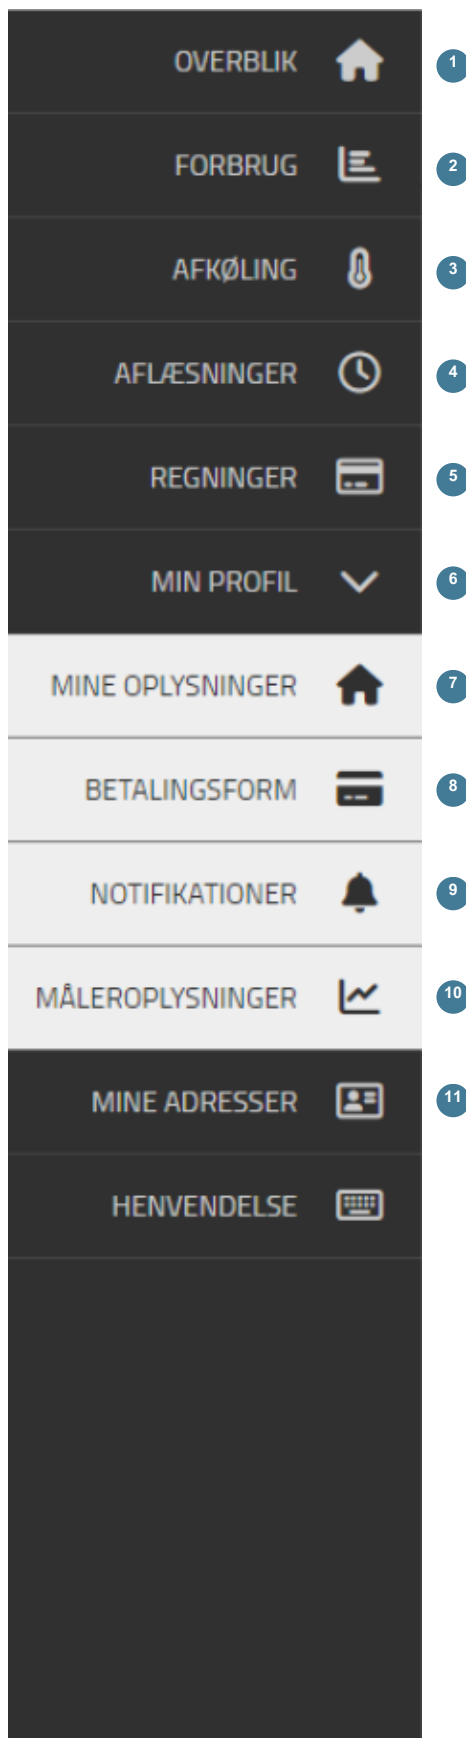 OVERBLIK 1
FORBRUG 2
AFKØLING 3
AFLÆSNINGER 4
REGNINGER 5
MIN PROFIL 6
MINE OPLYSNINGER 7
BETALINGSFORM 8
NOTIFIKATIONER 9
MÅLEROPLYSNINGER 10
MINE ADRESSER 11
HENVENDELSE